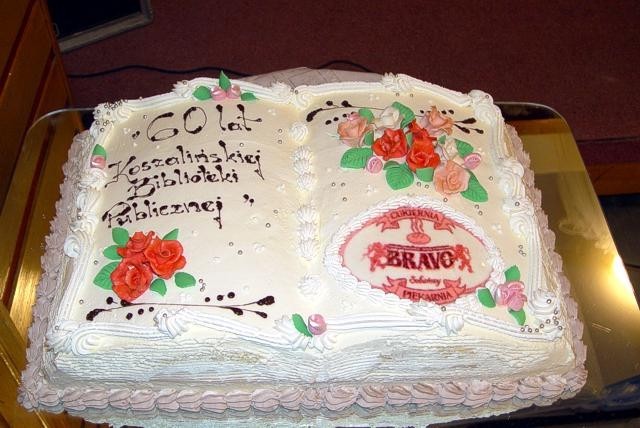 "60 lat
Koszalińskiej
Biblioteki
Publicznej"
CUKIERNIA
BRAVO
PIEKARNIA